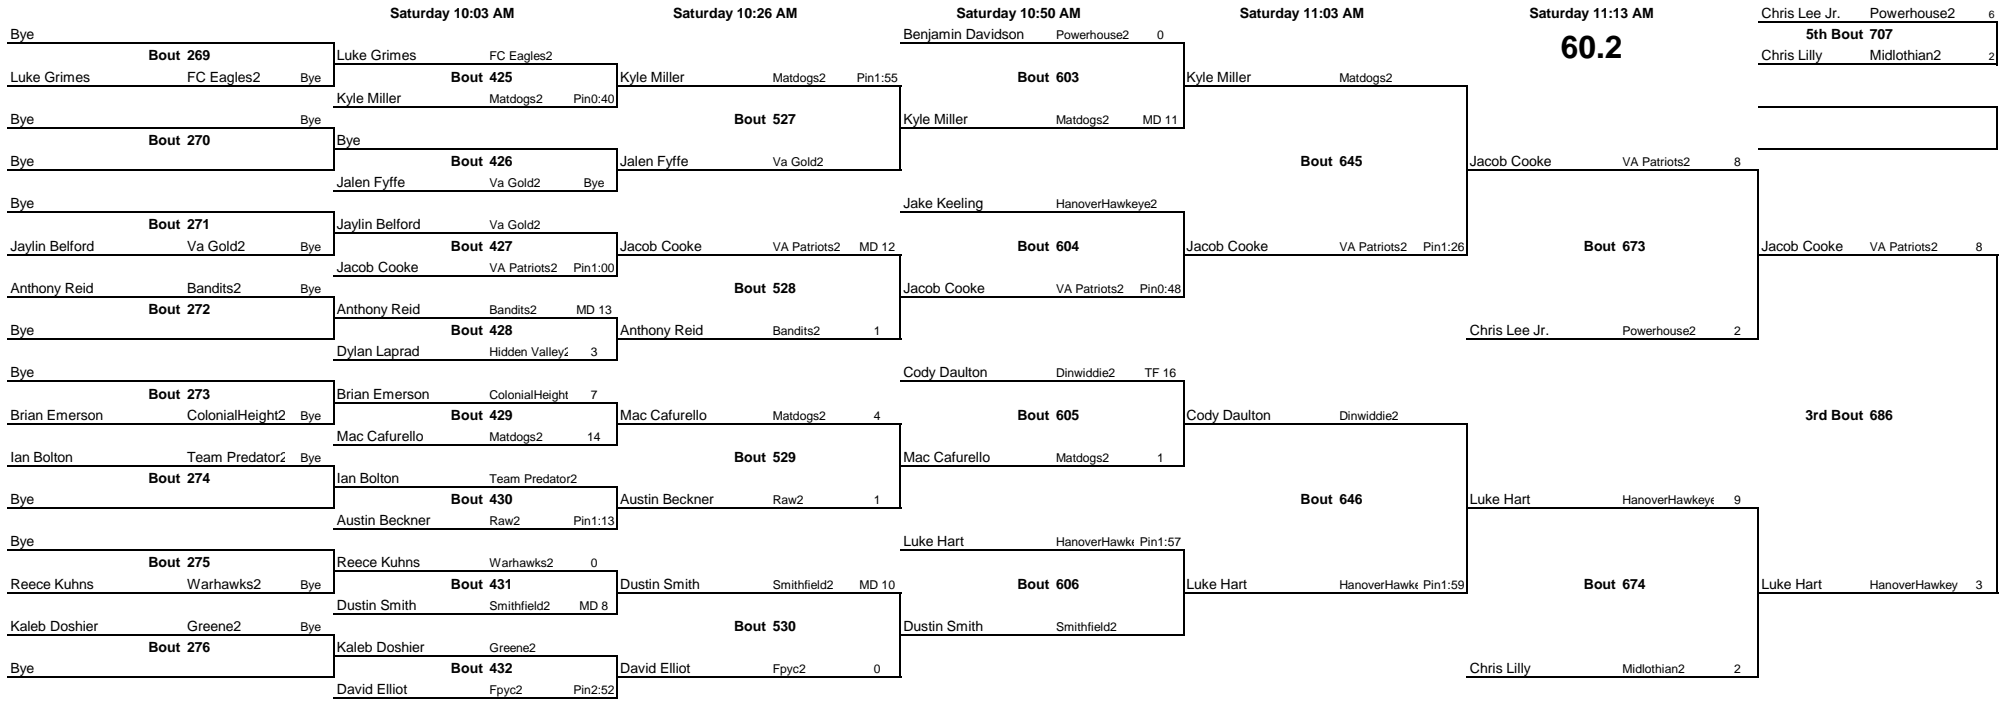 Saturday 10:03 AM Saturday 10:26 AM Saturday 10:50 AM Saturday 11:03 AM Saturday 11:13 AM Chris Lee Jr. Powerhouse2 6
Bye Benjamin Davidson Powerhouse2 0 5th Bout 707
60.2
Bout 269 Luke Grimes FC Eagles2 Chris Lilly Midlothian2 2
Luke Grimes FC Eagles2 Bye Bout 425 Kyle Miller Matdogs2 Pin1:55 Bout 603 Kyle Miller Matdogs2
Kyle Miller Matdogs2 Pin0:40
Bye Bye Bout 527 Kyle Miller Matdogs2 MD 11
Bout 270 Bye
Bye Bout 426 Jalen Fyffe Va Gold2 Bout 645 Jacob Cooke VA Patriots2 8
Jalen Fyffe Va Gold2 Bye
Bye Jake Keeling HanoverHawkeye2
Bout 271 Jaylin Belford Va Gold2
Jaylin Belford Va Gold2 Bye Bout 427 Jacob Cooke VA Patriots2 MD 12 Bout 604 Jacob Cooke VA Patriots2 Pin1:26 Bout 673 Jacob Cooke VA Patriots2 8
Jacob Cooke VA Patriots2 Pin1:00
Anthony Reid Bandits2 Bye Bout 528 Jacob Cooke VA Patriots2 Pin0:48
Bout 272 Anthony Reid Bandits2 MD 13
Bye Bout 428 Anthony Reid Bandits2 1 Chris Lee Jr. Powerhouse2 2
Dylan Laprad Hidden Valley2 3
Bye Cody Daulton Dinwiddie2 TF 16
Bout 273 Brian Emerson ColonialHeight 7
Brian Emerson ColonialHeight2 Bye Bout 429 Mac Cafurello Matdogs2 4 Bout 605 Cody Daulton Dinwiddie2 3rd Bout 686
Mac Cafurello Matdogs2 14
Ian Bolton Team Predator2 Bye Bout 529 Mac Cafurello Matdogs2 1
Bout 274 Ian Bolton Team Predator2
Bye Bout 430 Austin Beckner Raw2 1 Bout 646 Luke Hart HanoverHawkeye 9
Austin Beckner Raw2 Pin1:13
Bye Luke Hart HanoverHawke Pin1:57
Bout 275 Reece Kuhns Warhawks2 0
Reece Kuhns Warhawks2 Bye Bout 431 Dustin Smith Smithfield2 MD 10 Bout 606 Luke Hart HanoverHawke Pin1:59 Bout 674 Luke Hart HanoverHawkey 3
Dustin Smith Smithfield2 MD 8
Kaleb Doshier Greene2 Bye Bout 530 Dustin Smith Smithfield2
Bout 276 Kaleb Doshier Greene2
Bye Bout 432 David Elliot Fpyc2 0 Chris Lilly Midlothian2 2
David Elliot Fpyc2 Pin2:52